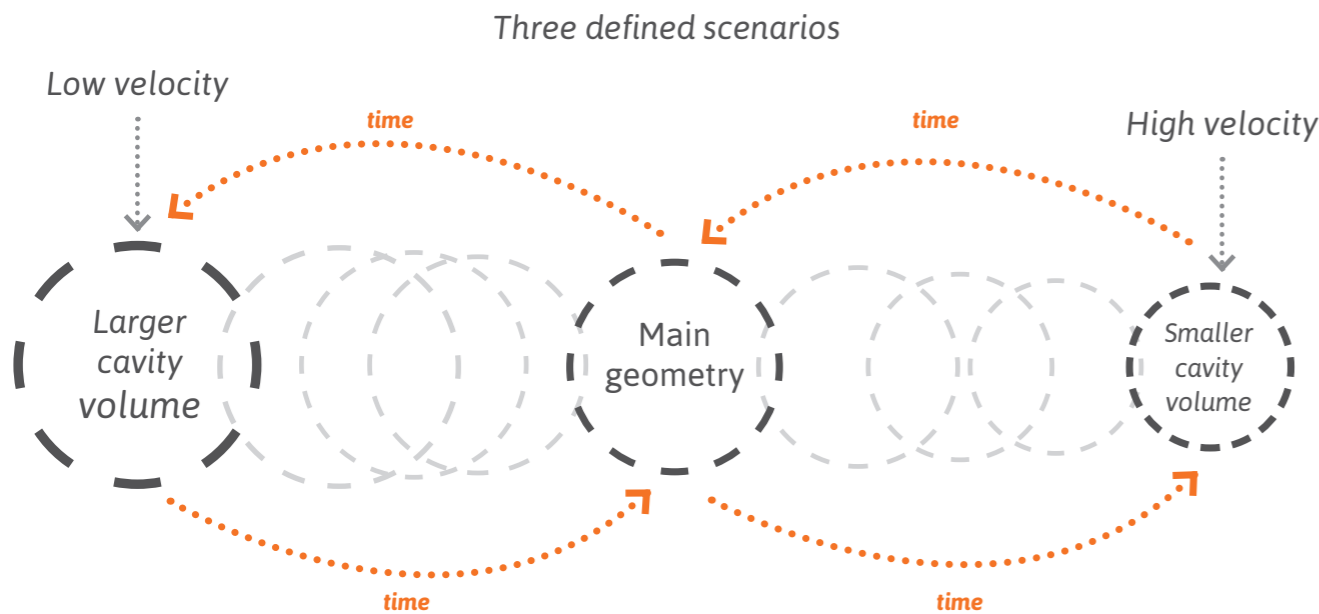 Three defined scenarios
Low velocity
time
time
High velocity
Larger
cavity
volume
Main
geometry
Smaller
cavity
volume
time
time